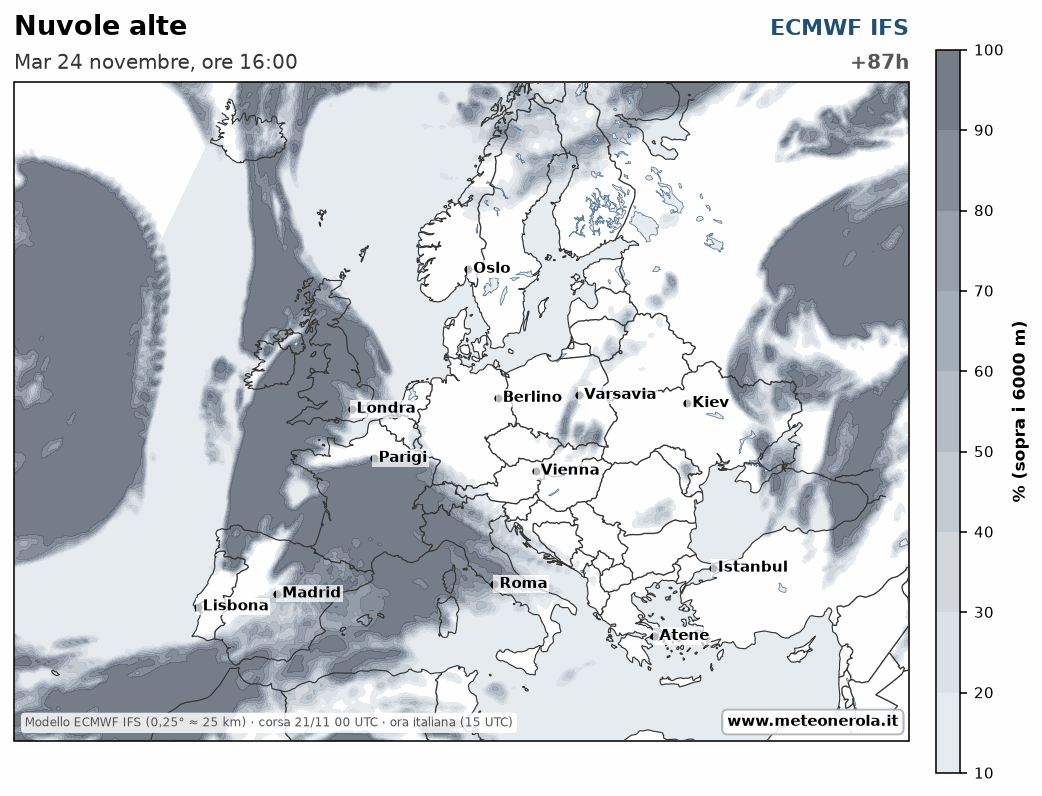 Nuvole alte
ECMWF IFS
Mar 24 novembre, ore 16:00
+87h
Oslo
Berlino
Varsavia
Kiev
Londra
Parigi
Vienna
Istanbul
Roma
Madrid
Lisbona
Atene
Modello ECMWF IFS (0,25° ≈ 25 km) · corsa 21/11 00 UTC · ora italiana (15 UTC)
www.meteonerola.it
100
90
80
70
60
50
40
30
20
10
% (sopra i 6000 m)